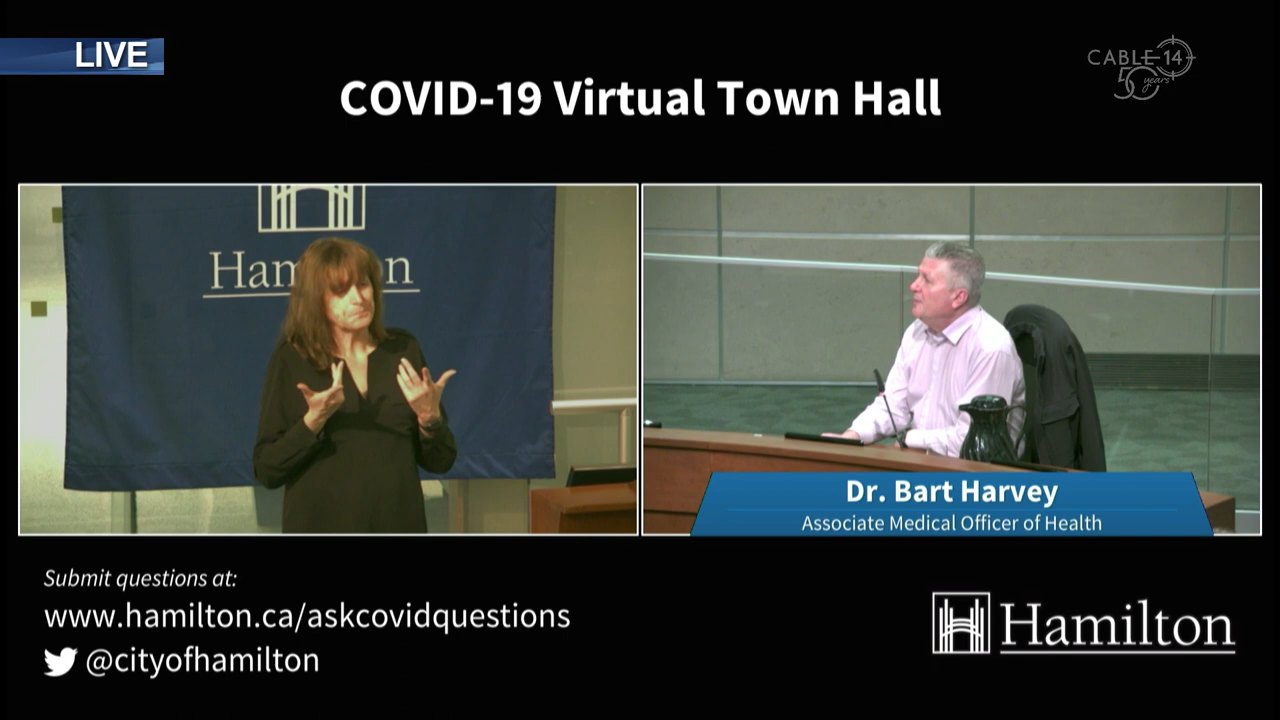 LIVE
CABLE 14
50 years
COVID-19 Virtual Town Hall
Hamilton
Dr. Bart Harvey
Associate Medical Officer of Health
Submit questions at:
www.hamilton.ca/askcovidquestions
@cityofhamilton
Hamilton